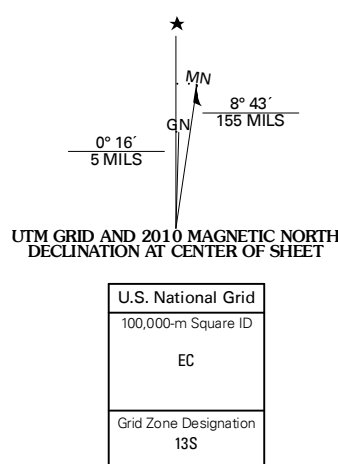 ★
MN
8° 43´
155 MILS
GN
0° 16´
5 MILS
UTM GRID AND 2010 MAGNETIC NORTH
DECLINATION AT CENTER OF SHEET
U.S. National Grid
100,000-m Square ID
EC
Grid Zone Designation
13S